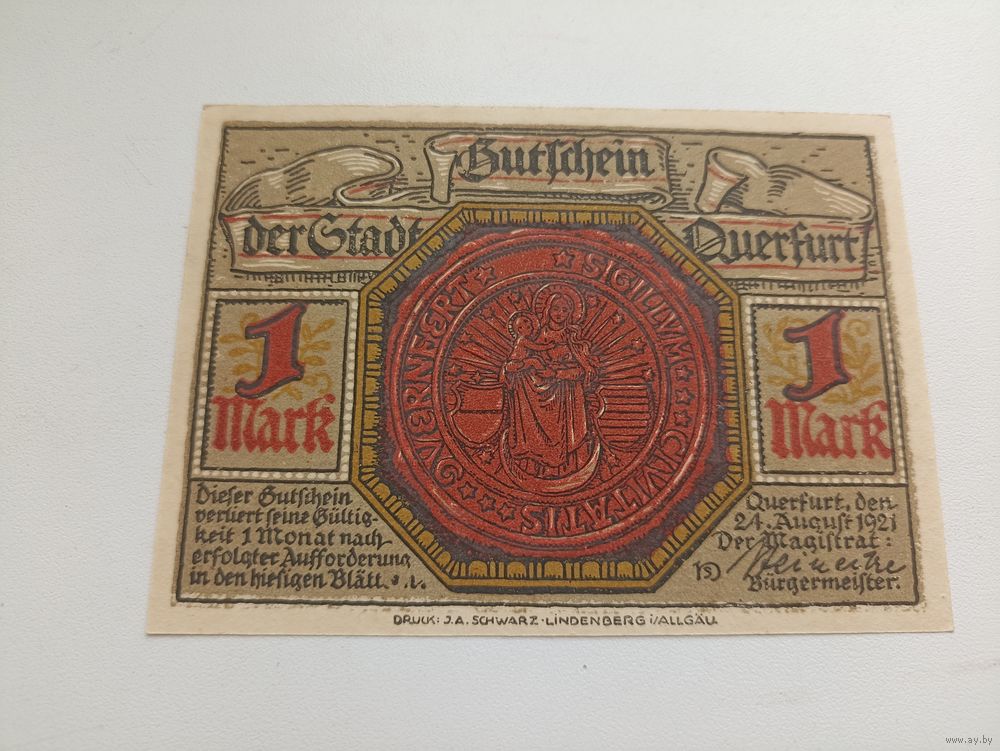 Gutschein
der Stadt Querfurt
1 Mark
1 Mark
★ SIGILLVM ★ CIVITATIS ★ ★ QVERNFERT ★
Dieser Gutschein
verliert seine Gültig-
keit 1 Monat nach
erfolgter Aufforderung
in den hiesigen Blätt.
Querfurt, den
24. August 1921
Der Magistrat:
Bürgermeister.
DRUCK: J.A. SCHWARZ·LINDENBERG i/ALLGÄU
www.ay.by